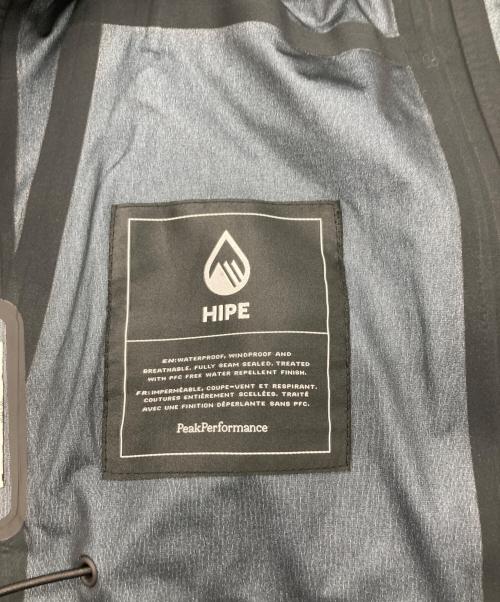 HIPE
EN:WATERPROOF, WINDPROOF AND
BREATHABLE. FULLY SEAM SEALED. TREATED
WITH PFC FREE WATER REPELLENT FINISH.
FR:IMPERMÉABLE, COUPE-VENT ET RESPIRANT.
COUTURES ENTIÈREMENT SCELLÉES. TRAITÉ
AVEC UNE FINITION DÉPERLANTE SANS PFC.
PeakPerformance